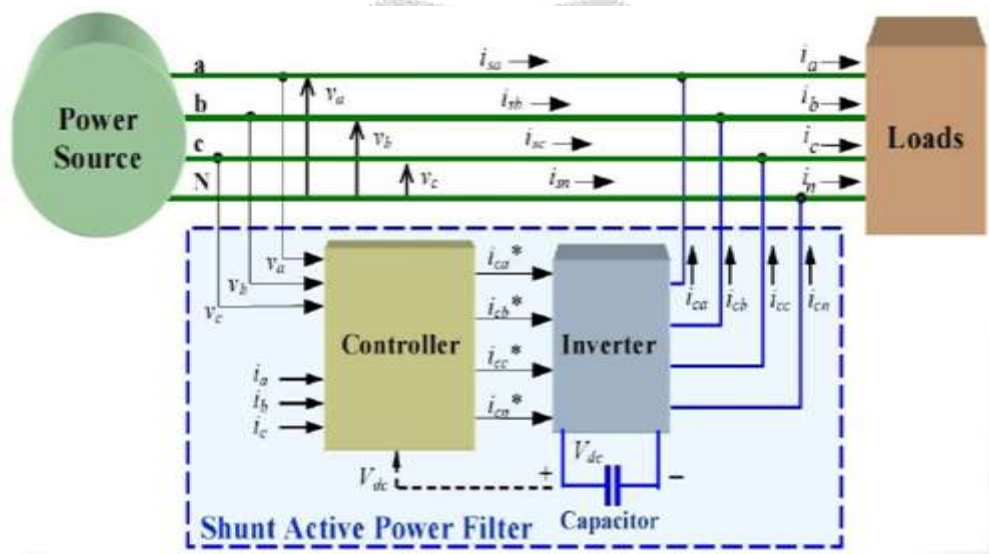 a
i_sa
i_a
v_a
b
i_sb
i_b
Power
Source
v_b
Loads
c
i_sc
i_c
v_c
N
i_sn
i_n
v_a
v_b
v_c
i_ca*
i_cb*
i_cc*
i_cn*
i_ca
i_cb
i_cc
i_cn
Controller
Inverter
i_a
i_b
i_c
V_dc
+
V_dc
−
Capacitor
Shunt Active Power Filter